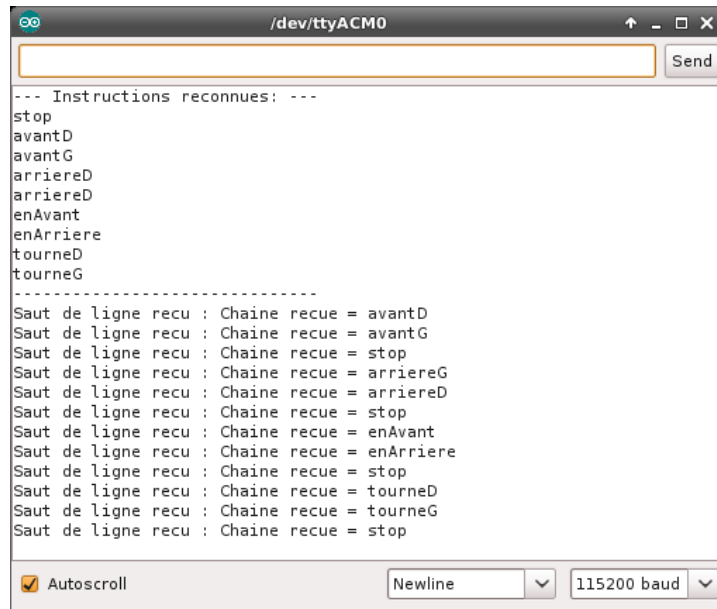 /dev/ttyACM0
Send
--- Instructions reconnues: ---
stop
avantD
avantG
arriereD
arriereD
enAvant
enArriere
tourneD
tourneG
-------------------------------
Saut de ligne recu : Chaine recue = avantD
Saut de ligne recu : Chaine recue = avantG
Saut de ligne recu : Chaine recue = stop
Saut de ligne recu : Chaine recue = arriereG
Saut de ligne recu : Chaine recue = arriereD
Saut de ligne recu : Chaine recue = stop
Saut de ligne recu : Chaine recue = enAvant
Saut de ligne recu : Chaine recue = enArriere
Saut de ligne recu : Chaine recue = stop
Saut de ligne recu : Chaine recue = tourneD
Saut de ligne recu : Chaine recue = tourneG
Saut de ligne recu : Chaine recue = stop
Autoscroll Newline 115200 baud